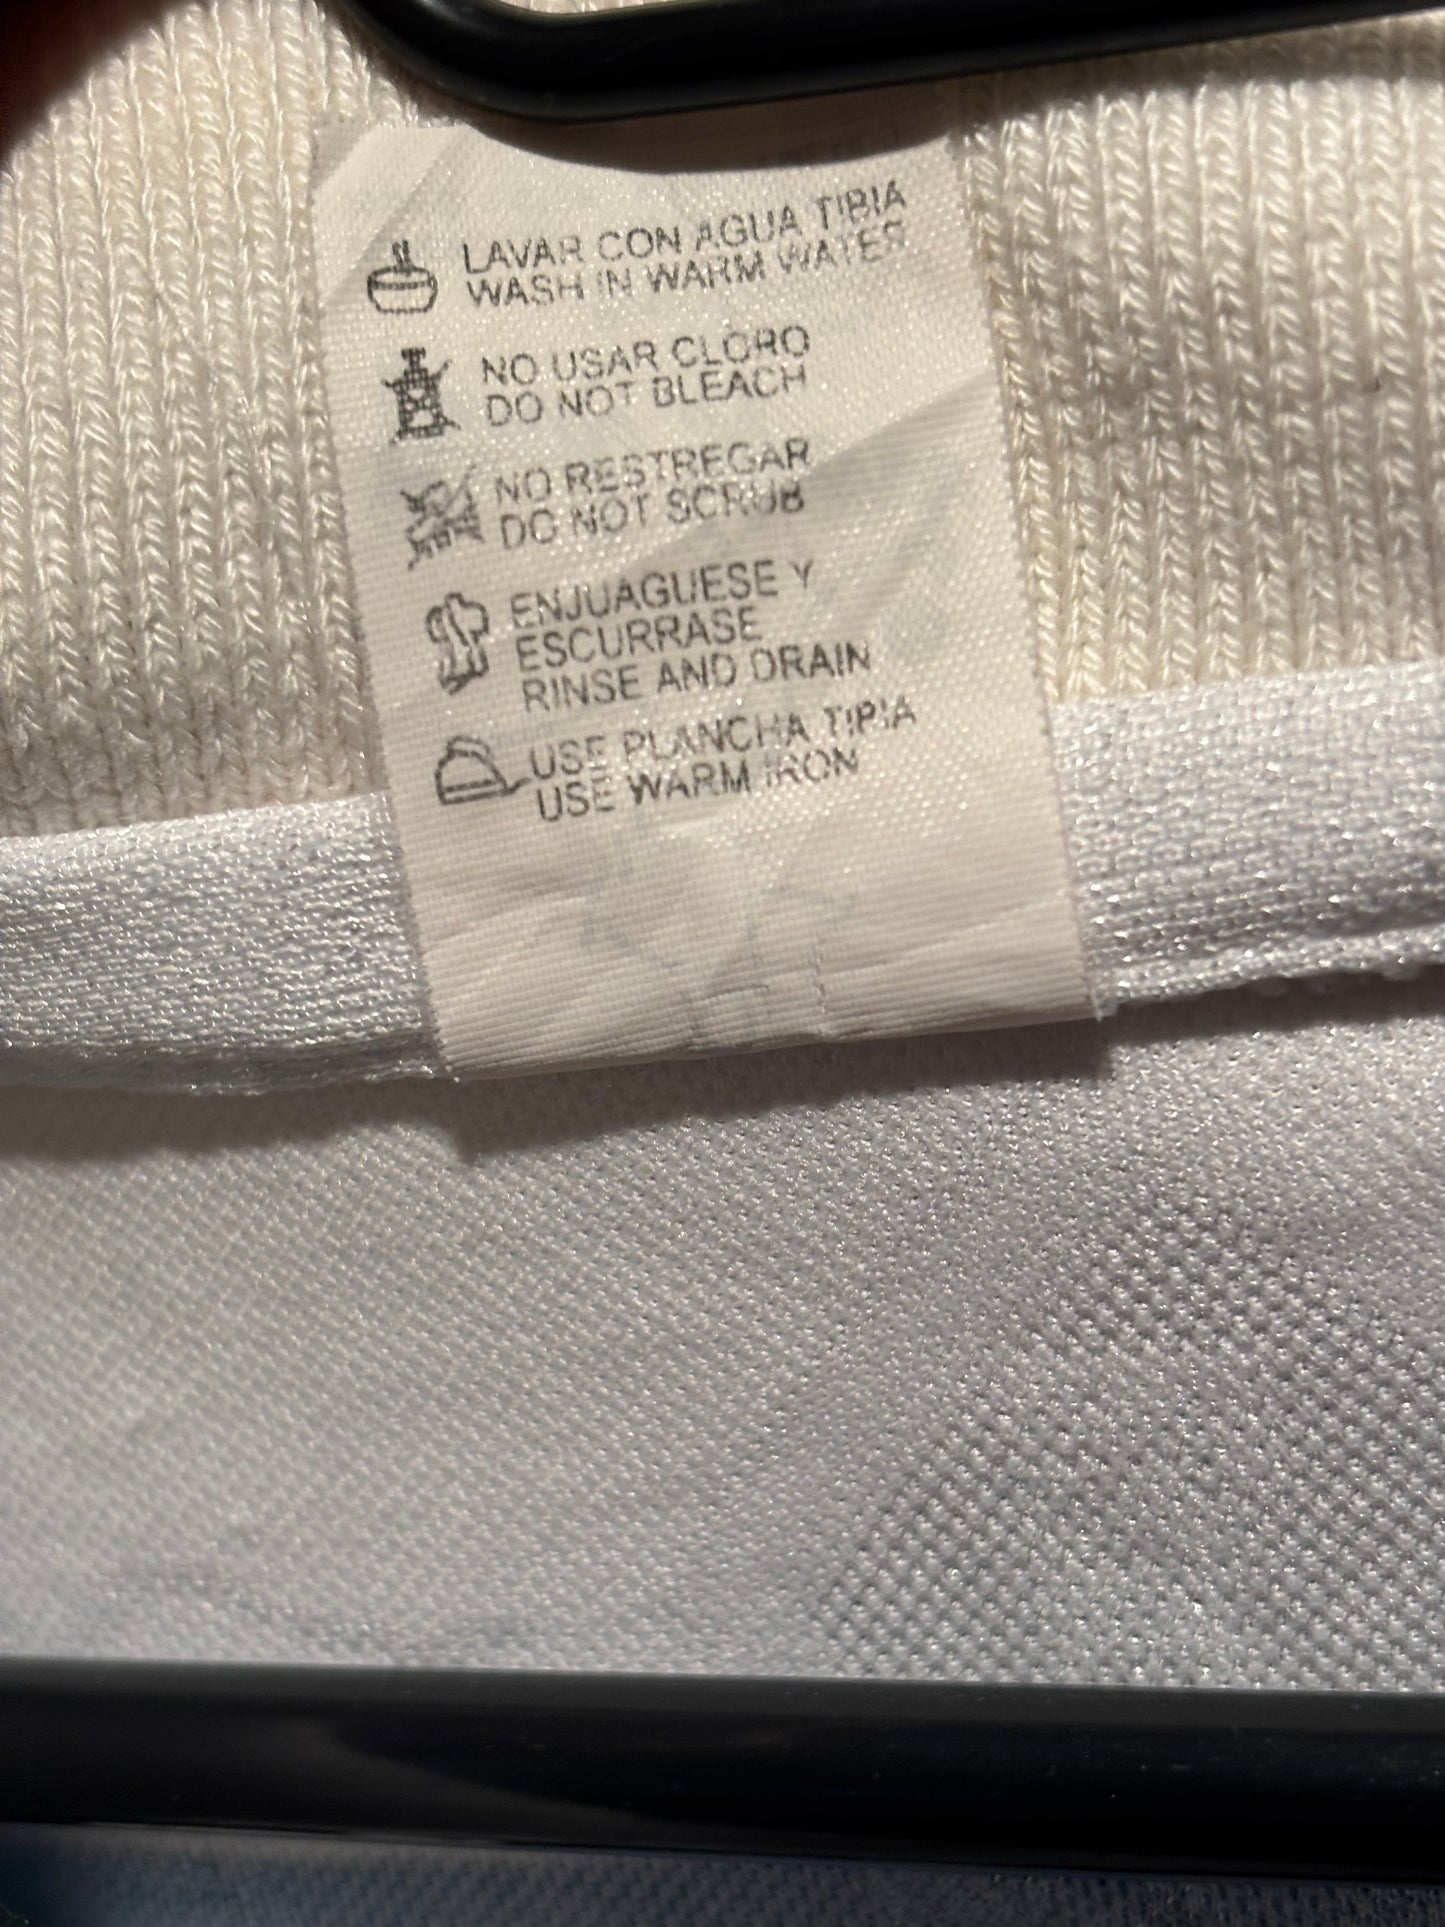 LAVAR CON AGUA TIBIA
WASH IN WARM WATER
NO USAR CLORO
DO NOT BLEACH
NO RESTREGAR
DO NOT SCRUB
ENJUAGUESE Y
ESCURRASE
RINSE AND DRAIN
USE PLANCHA TIBIA
USE WARM IRON